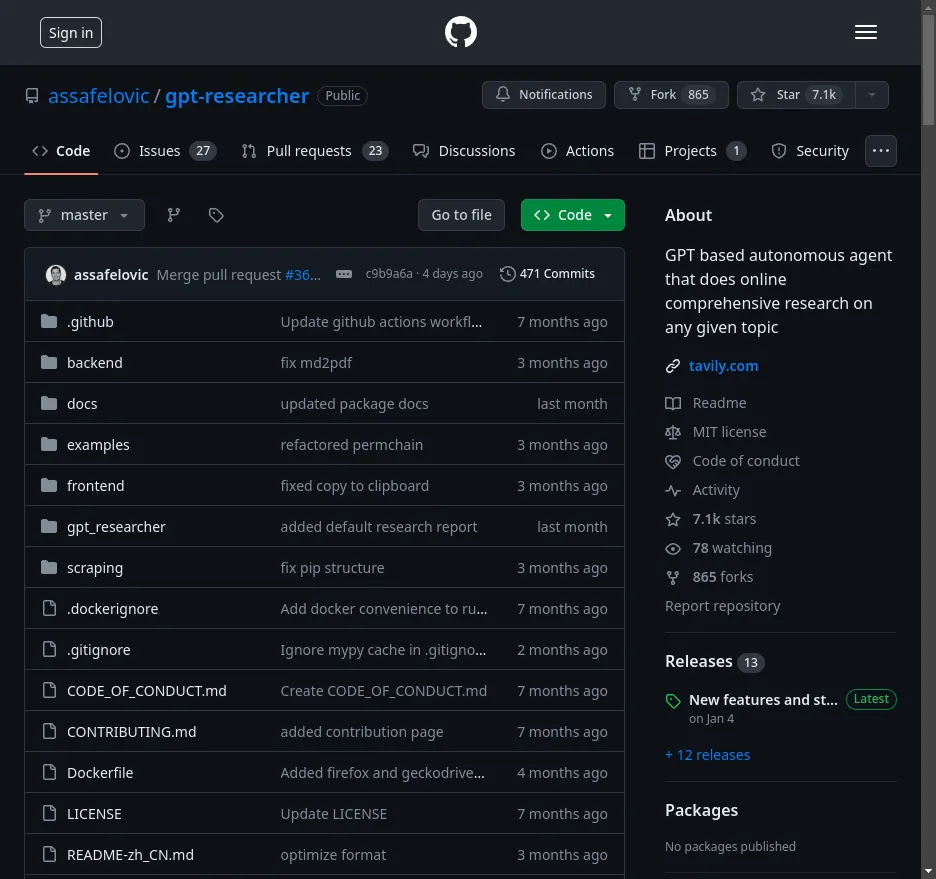 Sign in
assafelovic / gpt-researcher Public
Notifications Fork 865 Star 7.1k
Code Issues 27 Pull requests 23 Discussions Actions Projects 1 Security
master Go to file Code
assafelovic Merge pull request #36... c9b9a6a · 4 days ago 471 Commits
.github Update github actions workfl... 7 months ago
backend fix md2pdf 3 months ago
docs updated package docs last month
examples refactored permchain 3 months ago
frontend fixed copy to clipboard 3 months ago
gpt_researcher added default research report last month
scraping fix pip structure 3 months ago
.dockerignore Add docker convenience to ru... 7 months ago
.gitignore Ignore mypy cache in .gitigno... 2 months ago
CODE_OF_CONDUCT.md Create CODE_OF_CONDUCT.md 7 months ago
CONTRIBUTING.md added contribution page 7 months ago
Dockerfile Added firefox and geckodrive... 4 months ago
LICENSE Update LICENSE 7 months ago
README-zh_CN.md optimize format 3 months ago
About
GPT based autonomous agent
that does online
comprehensive research on
any given topic
tavily.com
Readme
MIT license
Code of conduct
Activity
7.1k stars
78 watching
865 forks
Report repository
Releases 13
New features and st... Latest
on Jan 4
+ 12 releases
Packages
No packages published